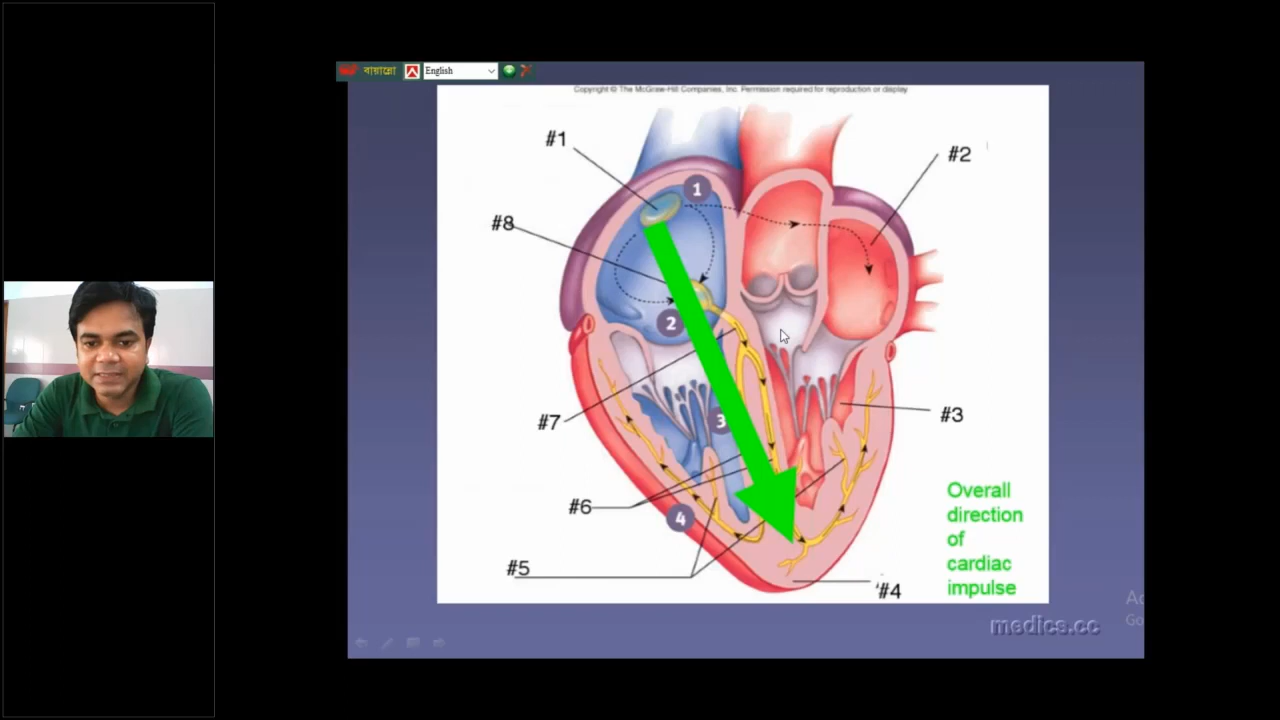 বায়ান্নো
English
Copyright © The McGraw-Hill Companies, Inc. Permission required for reproduction or display
#1
#2
1
#8
2
#7
3
#3
#6
4
Overall
direction
of
cardiac
impulse
#5
#4
medics.cc